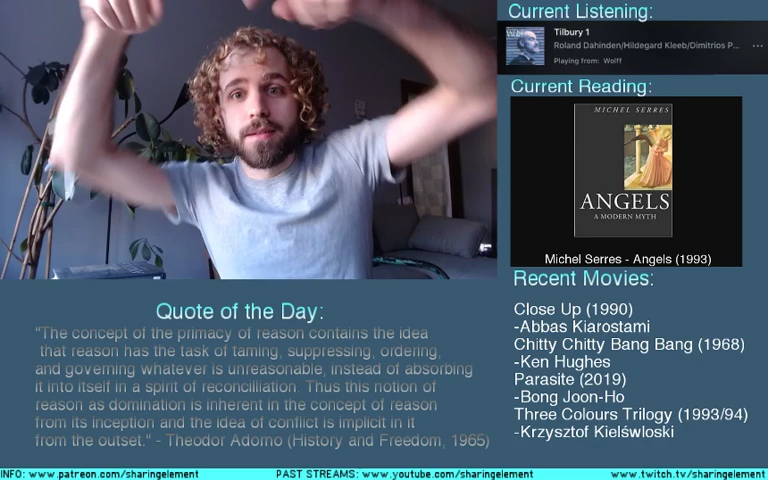 Current Listening:
Tilbury 1
Roland Dahinden/Hildegard Kleeb/Dimitrios P...
Playing from: Wolff
Current Reading:
MICHEL SERRES
ANGELS
A MODERN MYTH
Michel Serres - Angels (1993)
Recent Movies:
Close Up (1990)
-Abbas Kiarostami
Chitty Chitty Bang Bang (1968)
-Ken Hughes
Parasite (2019)
-Bong Joon-Ho
Three Colours Trilogy (1993/94)
-Krzysztof Kielśwloski
Quote of the Day:
"The concept of the primacy of reason contains the idea
that reason has the task of taming, suppressing, ordering,
and governing whatever is unreasonable, instead of absorbing
it into itself in a spirit of reconcilliation. Thus this notion of
reason as domination is inherent in the concept of reason
from its inception and the idea of conflict is implicit in it
from the outset." - Theodor Adorno (History and Freedom, 1965)
INFO: www.patreon.com/sharingelement
PAST STREAMS: www.youtube.com/sharingelement
www.twitch.tv/sharingelement